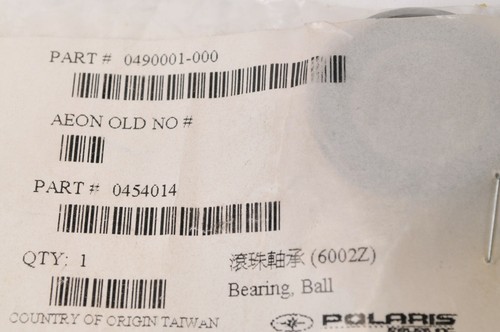 PART # 0490001-000
AEON OLD NO #
PART # 0454014
QTY: 1
滾珠軸承 (6002Z)
Bearing, Ball
COUNTRY OF ORIGIN TAIWAN
POLARIS